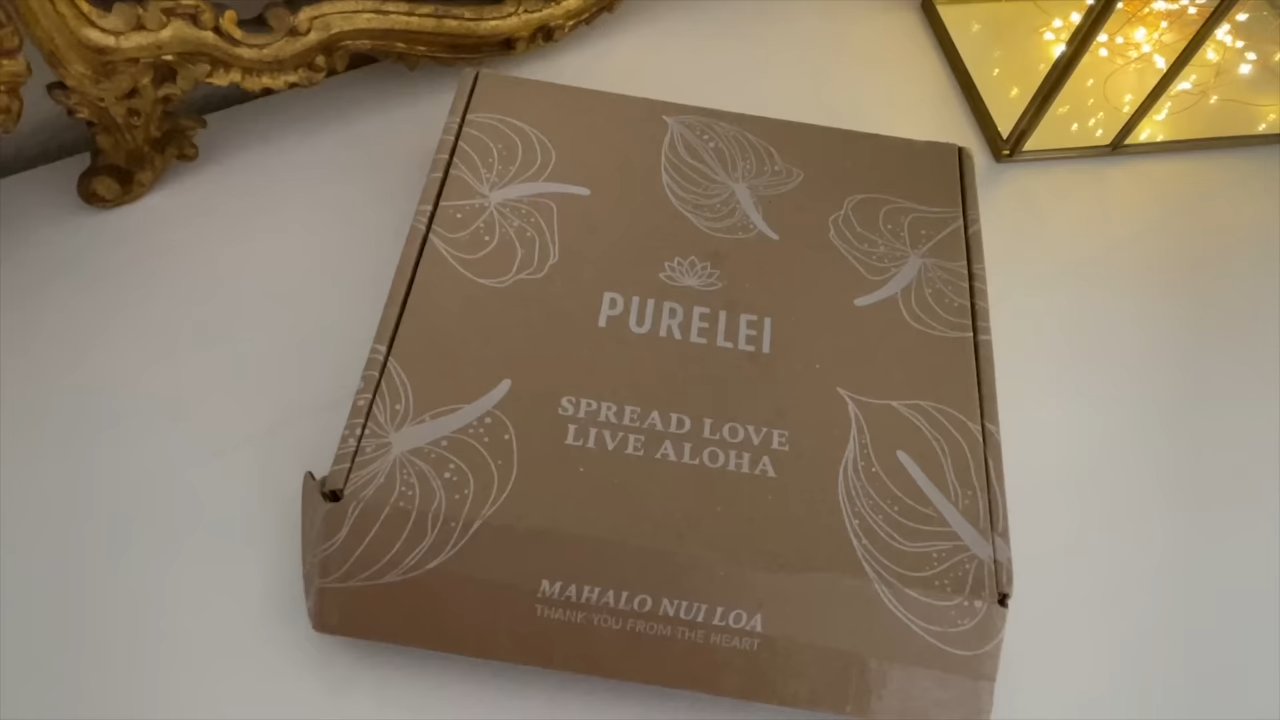 PURELEI
SPREAD LOVE
LIVE ALOHA
MAHALO NUI LOA
THANK YOU FROM THE HEART